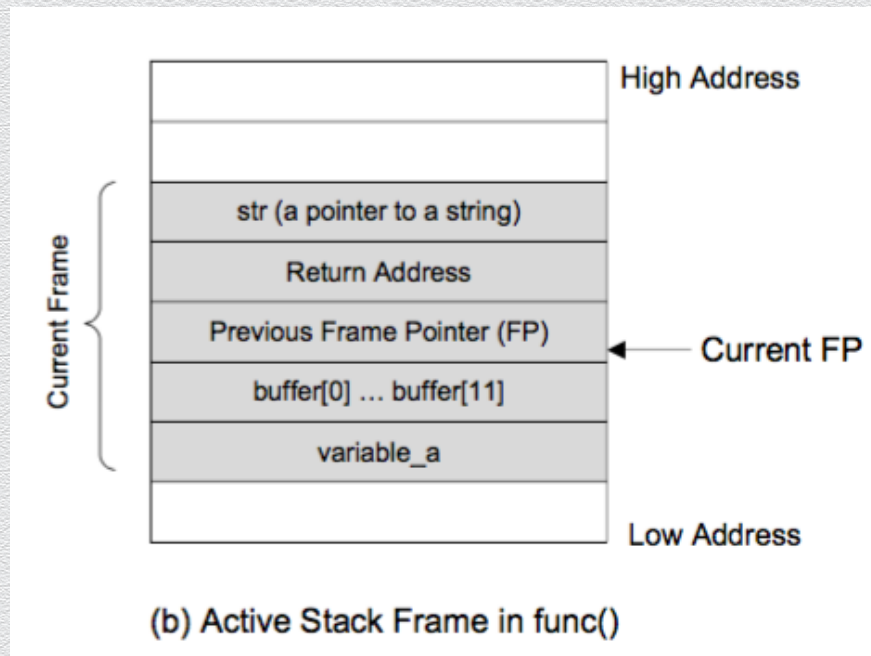 High Address
str (a pointer to a string)
Return Address
Previous Frame Pointer (FP)
Current FP
buffer[0] ... buffer[11]
variable_a
Current Frame
Low Address
(b) Active Stack Frame in func()